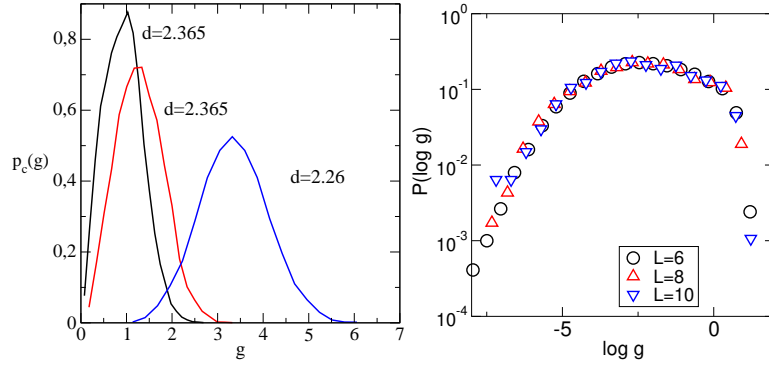 0.8
0.6
0.4
0.2
0
p_c(g)
d=2.365
d=2.365
d=2.26
0 1 2 3 4 5 6 7
g
10^0
10^-1
10^-2
10^-3
10^-4
P(log g)
L=6
L=8
L=10
-5 0
log g